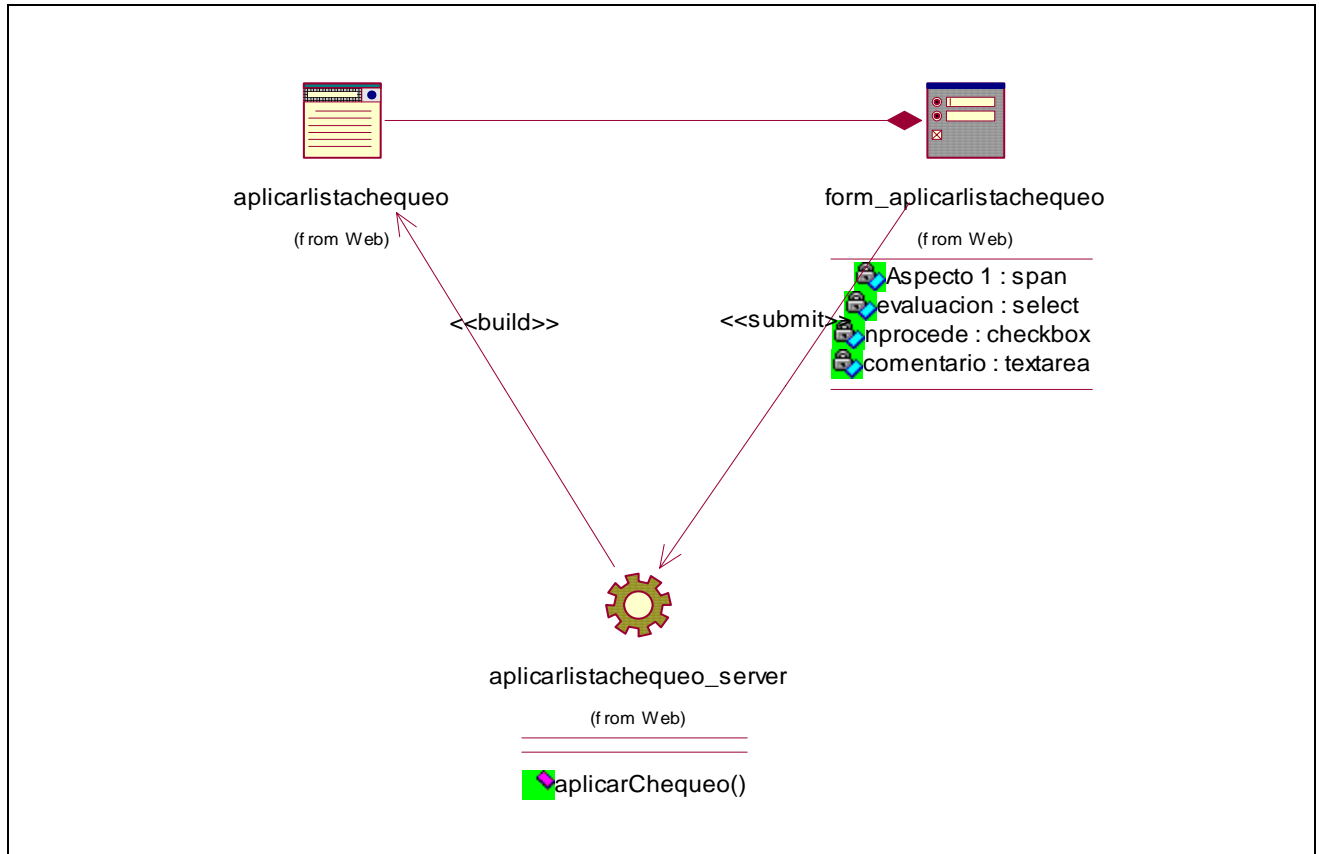 aplicarlistachequeo
(from Web)
form_aplicarlistachequeo
(from Web)
Aspecto 1 : span
evaluacion : select
nprocede : checkbox
comentario : textarea
<<build>>
<<submit>>
aplicarlistachequeo_server
(from Web)
aplicarChequeo()